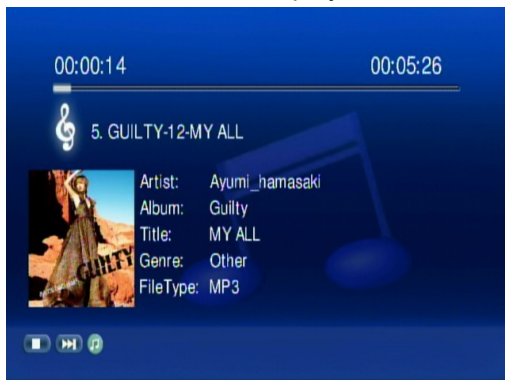 00:00:14 00:05:26
5. GUILTY-12-MY ALL
Artist: Ayumi_hamasaki
Album: Guilty
Title: MY ALL
Genre: Other
FileType: MP3
GUILTY